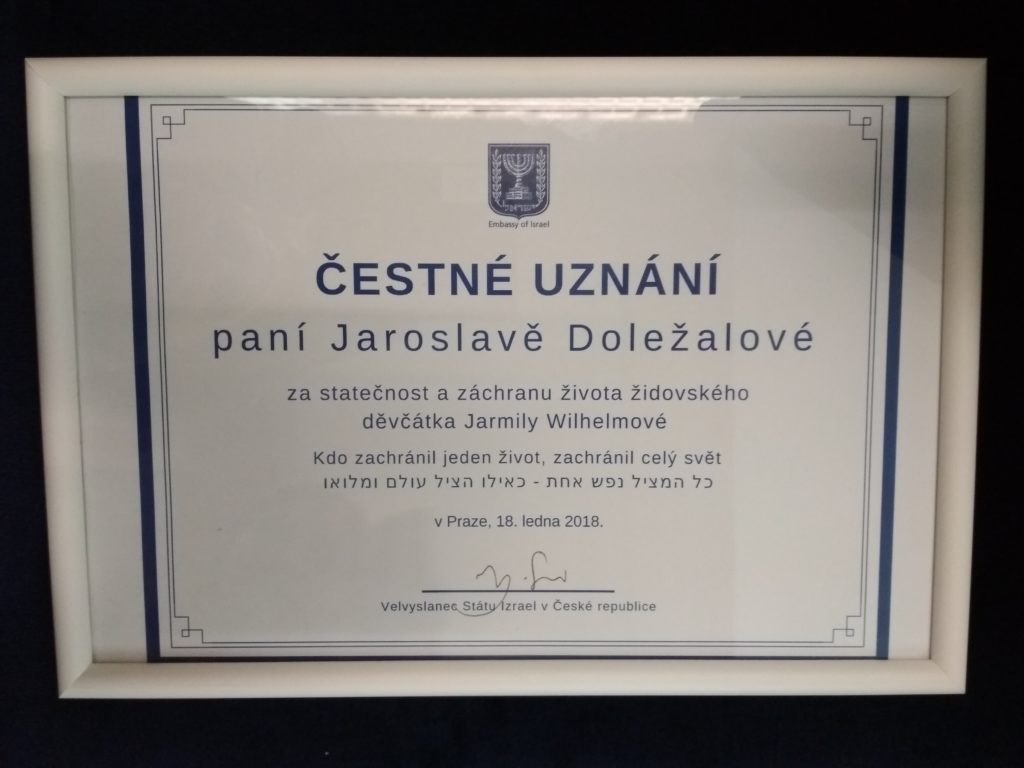 Embassy of Israel
ČESTNÉ UZNÁNÍ
paní Jaroslavě Doležalové
za statečnost a záchranu života židovského
děvčátka Jarmily Wilhelmové
Kdo zachránil jeden život, zachránil celý svět
כל המציל נפש אחת - כאילו הציל עולם ומלואו
v Praze, 18. ledna 2018.
Velvyslanec Státu Izrael v České republice